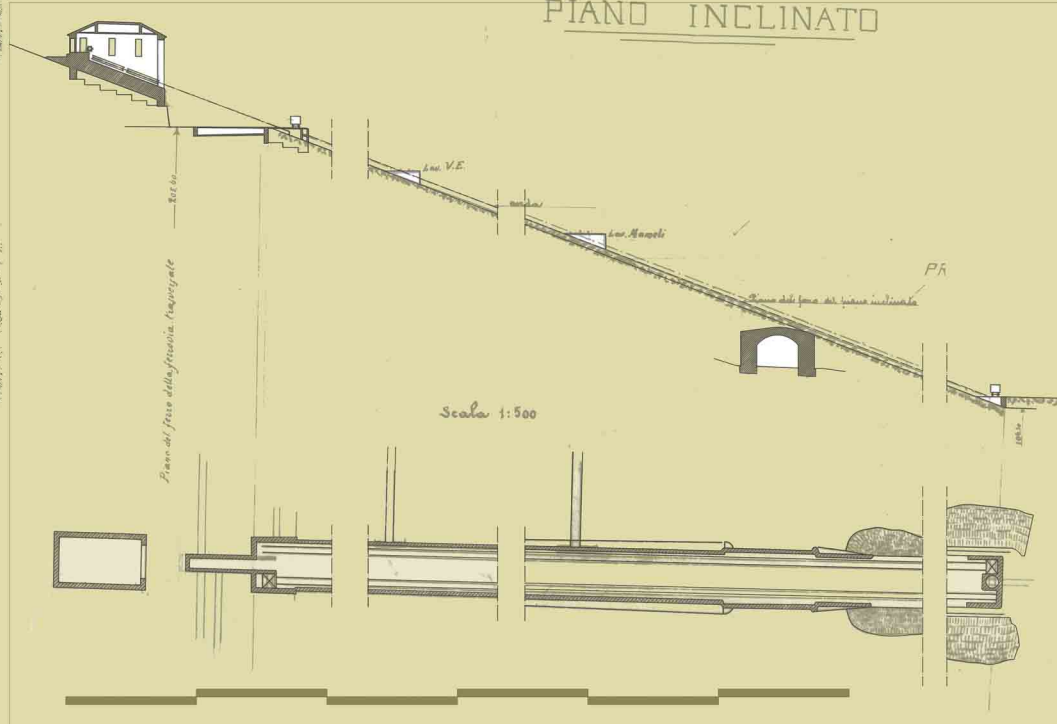 PIANO INCLINATO
Lav. V.E.
corda
Lav. Mameli
PR
Piano del ferro del piano inclinato
Piano del ferro della ferrovia trasversale
Scala 1:500